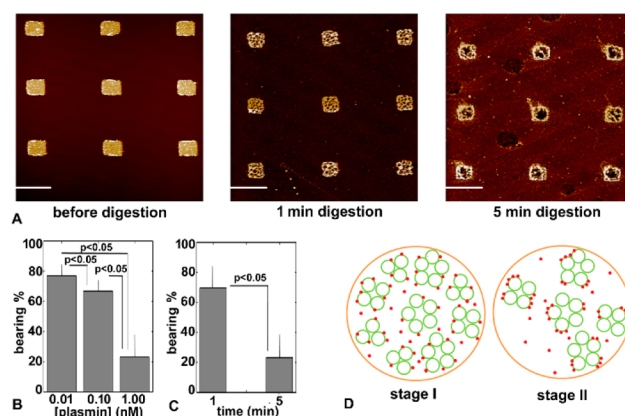 A
before digestion
1 min digestion
5 min digestion
80
80
p<0.05
60
p<0.05
p<0.05
40
20
0
bearing %
0.01 0.10 1.00
B
[plasmin] (nM)
80
p<0.05
60
40
20
0
bearing %
1 5
C
time (min)
D
stage I
stage II